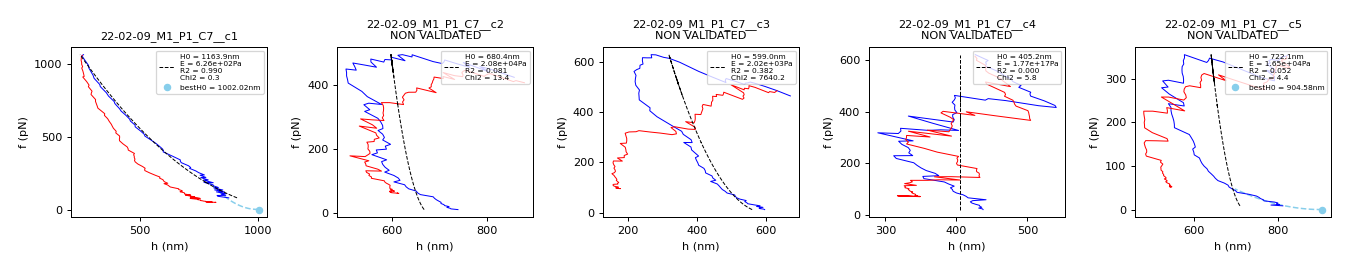 22-02-09_M1_P1_C7__c1
H0 = 1163.9nm
E = 6.26e+02Pa
R2 = 0.990
Chi2 = 0.3
bestH0 = 1002.02nm
f (pN)
1000
500
0
500
1000
h (nm)
22-02-09_M1_P1_C7__c2
NON VALIDATED
H0 = 680.4nm
E = 2.08e+04Pa
R2 = 0.081
Chi2 = 13.4
f (pN)
400
200
0
600
800
h (nm)
22-02-09_M1_P1_C7__c3
NON VALIDATED
H0 = 599.0nm
E = 2.02e+03Pa
R2 = 0.382
Chi2 = 7640.2
f (pN)
600
400
200
0
200
400
600
h (nm)
22-02-09_M1_P1_C7__c4
NON VALIDATED
H0 = 405.2nm
E = 1.77e+17Pa
R2 = 0.000
Chi2 = 5.8
f (pN)
600
400
200
0
300
400
500
h (nm)
22-02-09_M1_P1_C7__c5
NON VALIDATED
H0 = 722.1nm
E = 1.65e+04Pa
R2 = 0.052
Chi2 = 4.4
bestH0 = 904.58nm
f (pN)
300
200
100
0
600
800
h (nm)